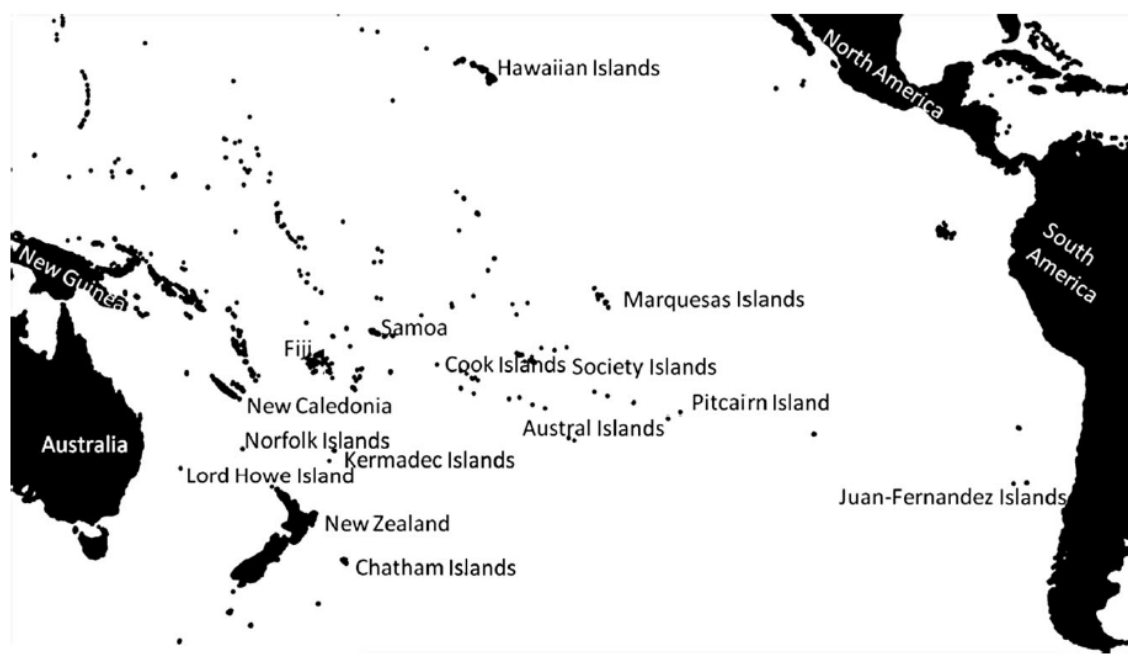 Hawaiian Islands
North America
New Guinea
South
America
Marquesas Islands
Samoa
Fiji
Cook Islands
Society Islands
New Caledonia
Pitcairn Island
Austral Islands
Australia
Norfolk Islands
Kermadec Islands
Lord Howe Island
Juan-Fernandez Islands
New Zealand
Chatham Islands